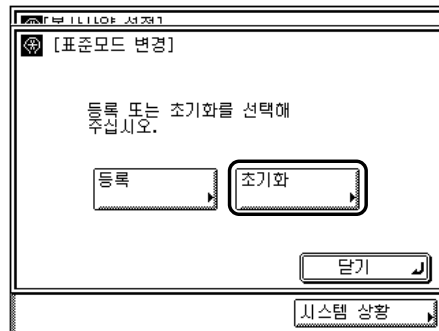 [표준모드 변경]
등록 또는 초기화를 선택해
주십시오.
등록
초기화
닫기
시스템 상황